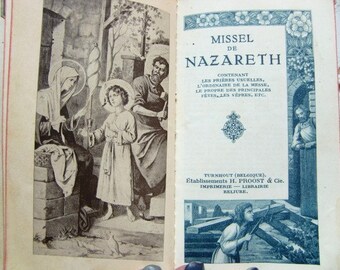 MISSEL
DE
NAZARETH
CONTENANT
LES PRIÈRES USUELLES,
L'ORDINAIRE DE LA MESSE,
LE PROPRE DES PRINCIPALES
FÊTES, LES VÊPRES, ETC.
TURNHOUT (BELGIQUE).
Établissements H. PROOST & Cie.
IMPRIMERIE — LIBRAIRIE
RELIURE.